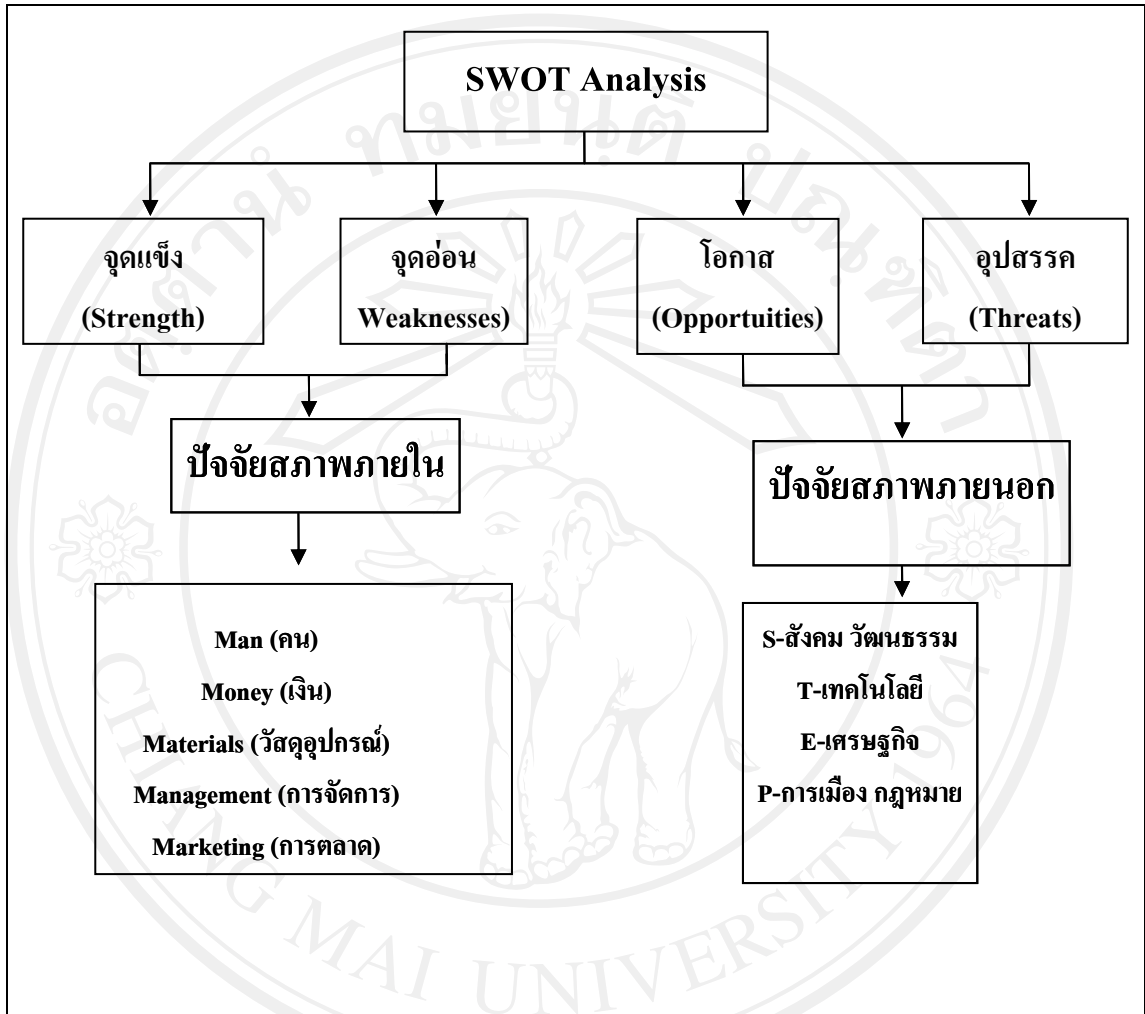 SWOT Analysis
จุดแข็ง
(Strength)
จุดอ่อน
Weaknesses)
โอกาส
(Opportuities)
อุปสรรค
(Threats)
ปัจจัยสภาพภายใน
ปัจจัยสภาพภายนอก
Man (คน)
Money (เงิน)
Materials (วัสดุอุปกรณ์)
Management (การจัดการ)
Marketing (การตลาด)
S-สังคม วัฒนธรรม
T-เทคโนโลยี
E-เศรษฐกิจ
P-การเมือง กฎหมาย
CHIANG MAI UNIVERSITY 1964